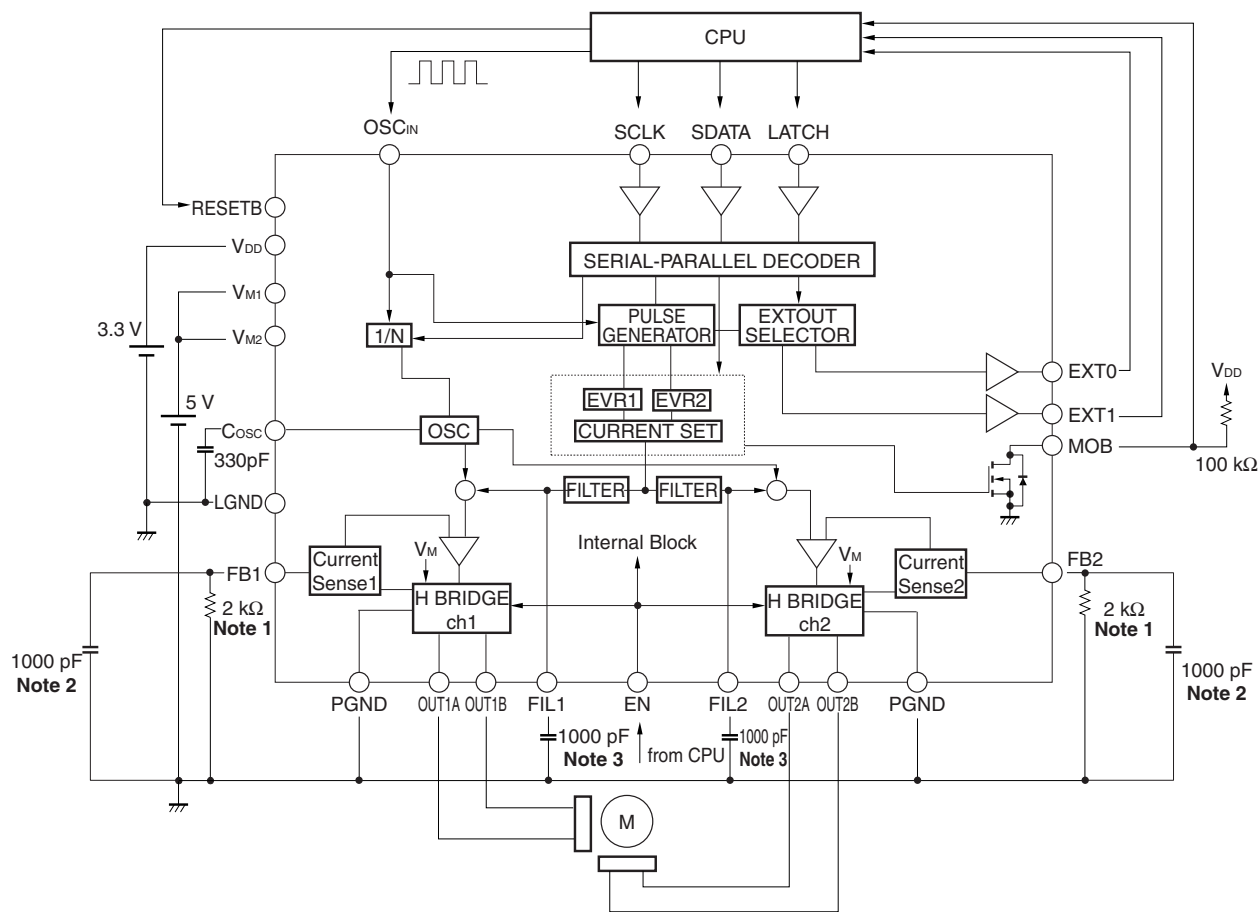 CPU
OSCIN
SCLK
SDATA
LATCH
RESETB
VDD
VM1
VM2
3.3 V
5 V
SERIAL-PARALLEL DECODER
1/N
PULSE
GENERATOR
EXTOUT
SELECTOR
EXT0
EXT1
VDD
MOB
100 kΩ
EVR1
EVR2
CURRENT SET
COSC
330pF
OSC
LGND
FILTER
FILTER
Internal Block
VM
VM
Current
Sense1
Current
Sense2
FB1
FB2
2 kΩ
Note 1
H BRIDGE
ch1
H BRIDGE
ch2
2 kΩ
Note 1
1000 pF
Note 2
1000 pF
Note 2
PGND
OUT1A
OUT1B
FIL1
EN
FIL2
OUT2A
OUT2B
PGND
1000 pF
Note 3
from CPU
1000 pF
Note 3
M